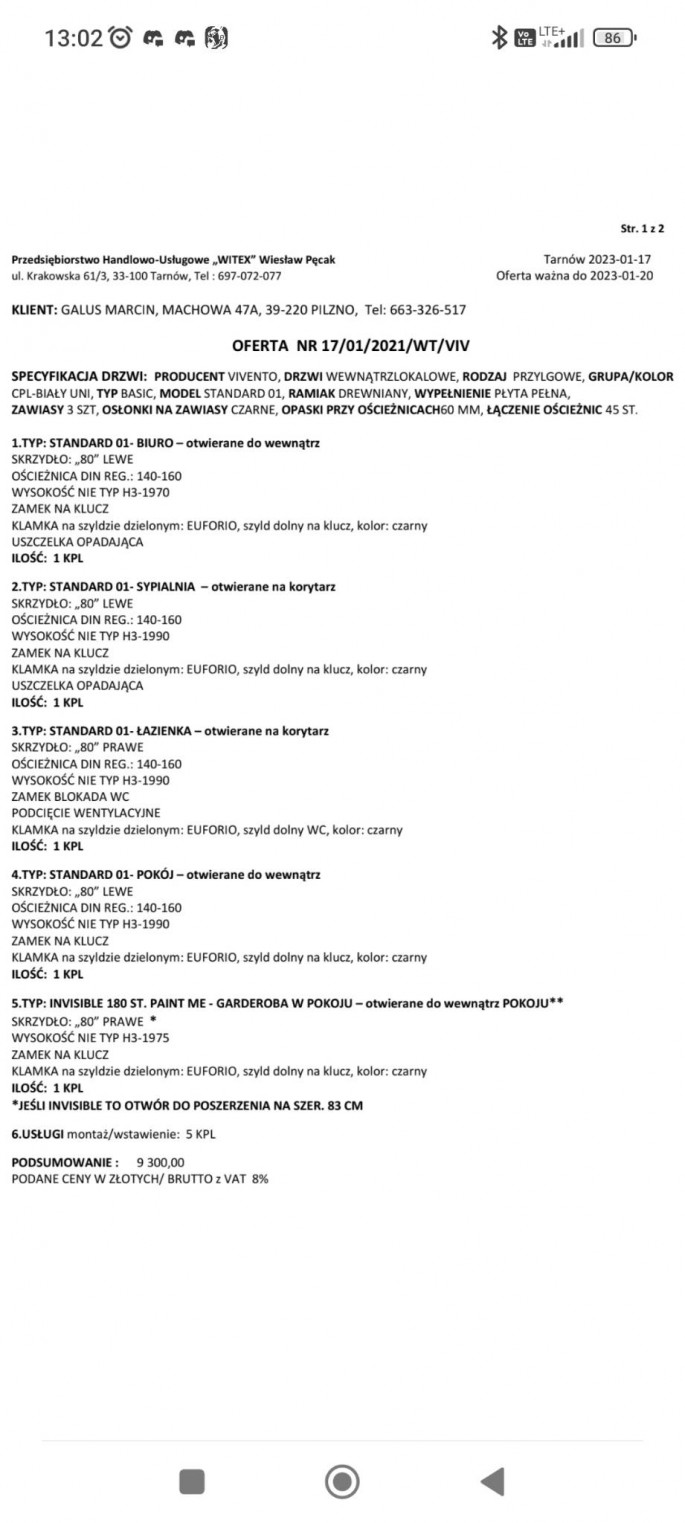 13:02
Vo LTE
LTE+
86
Str. 1 z 2
Przedsiębiorstwo Handlowo-Usługowe „WITEX” Wiesław Pęcak
Tarnów 2023-01-17
ul. Krakowska 61/3, 33-100 Tarnów, Tel : 697-072-077
Oferta ważna do 2023-01-20
KLIENT: GALUS MARCIN, MACHOWA 47A, 39-220 PILZNO, Tel: 663-326-517
OFERTA NR 17/01/2021/WT/VIV
SPECYFIKACJA DRZWI: PRODUCENT VIVENTO, DRZWI WEWNĄTRZLOKALOWE, RODZAJ PRZYLGOWE, GRUPA/KOLOR
CPL-BIAŁY UNI, TYP BASIC, MODEL STANDARD 01, RAMIAK DREWNIANY, WYPEŁNIENIE PŁYTA PEŁNA,
ZAWIASY 3 SZT, OSŁONKI NA ZAWIASY CZARNE, OPASKI PRZY OŚCIEŻNICACH60 MM, ŁĄCZENIE OŚCIEŻNIC 45 ST.
1.TYP: STANDARD 01- BIURO – otwierane do wewnątrz
SKRZYDŁO: „80” LEWE
OŚCIEŻNICA DIN REG.: 140-160
WYSOKOŚĆ NIE TYP H3-1970
ZAMEK NA KLUCZ
KLAMKA na szyldzie dzielonym: EUFORIO, szyld dolny na klucz, kolor: czarny
USZCZELKA OPADAJĄCA
ILOŚĆ: 1 KPL
2.TYP: STANDARD 01- SYPIALNIA – otwierane na korytarz
SKRZYDŁO: „80” LEWE
OŚCIEŻNICA DIN REG.: 140-160
WYSOKOŚĆ NIE TYP H3-1990
ZAMEK NA KLUCZ
KLAMKA na szyldzie dzielonym: EUFORIO, szyld dolny na klucz, kolor: czarny
USZCZELKA OPADAJĄCA
ILOŚĆ: 1 KPL
3.TYP: STANDARD 01- ŁAZIENKA – otwierane na korytarz
SKRZYDŁO: „80” PRAWE
OŚCIEŻNICA DIN REG.: 140-160
WYSOKOŚĆ NIE TYP H3-1990
ZAMEK BLOKADA WC
PODCIĘCIE WENTYLACYJNE
KLAMKA na szyldzie dzielonym: EUFORIO, szyld dolny WC, kolor: czarny
ILOŚĆ: 1 KPL
4.TYP: STANDARD 01- POKÓJ – otwierane do wewnątrz
SKRZYDŁO: „80” LEWE
OŚCIEŻNICA DIN REG.: 140-160
WYSOKOŚĆ NIE TYP H3-1990
ZAMEK NA KLUCZ
KLAMKA na szyldzie dzielonym: EUFORIO, szyld dolny na klucz, kolor: czarny
ILOŚĆ: 1 KPL
5.TYP: INVISIBLE 180 ST. PAINT ME - GARDEROBA W POKOJU – otwierane do wewnątrz POKOJU**
SKRZYDŁO: „80” PRAWE *
WYSOKOŚĆ NIE TYP H3-1975
ZAMEK NA KLUCZ
KLAMKA na szyldzie dzielonym: EUFORIO, szyld dolny na klucz, kolor: czarny
ILOŚĆ: 1 KPL
*JEŚLI INVISIBLE TO OTWÓR DO POSZERZENIA NA SZER. 83 CM
6.USŁUGI montaż/wstawienie: 5 KPL
PODSUMOWANIE : 9 300,00
PODANE CENY W ZŁOTYCH/ BRUTTO z VAT 8%